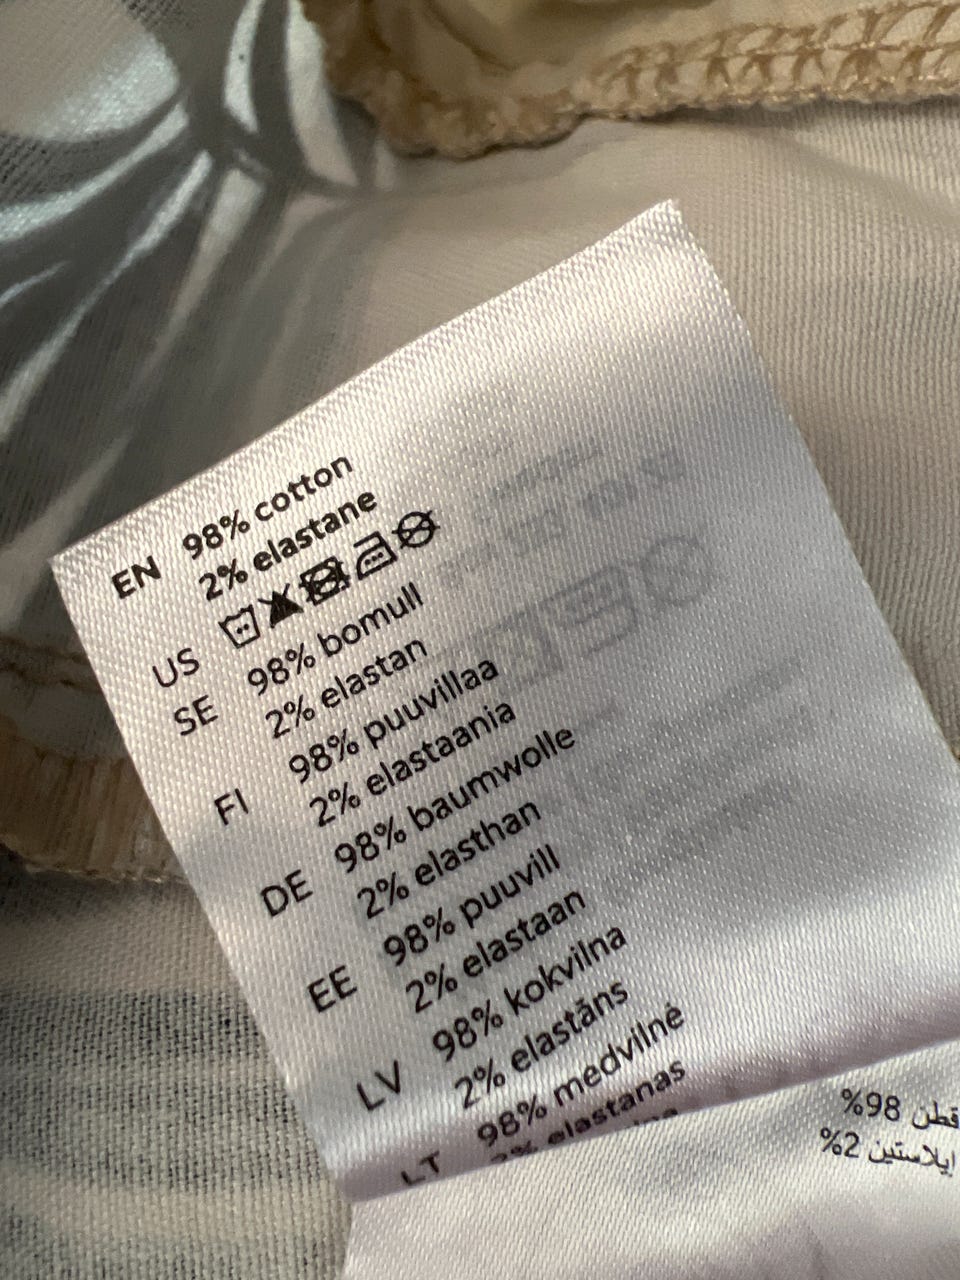 EN 98% cotton
2% elastane
US
SE 98% bomull
2% elastan
FI 98% puuvillaa
2% elastaania
DE 98% baumwolle
2% elasthan
EE 98% puuvill
2% elastaan
LV 98% kokvilna
2% elastāns
LT 98% medvilnė
2% elastanas
قطن 98%
إيلاستين 2%